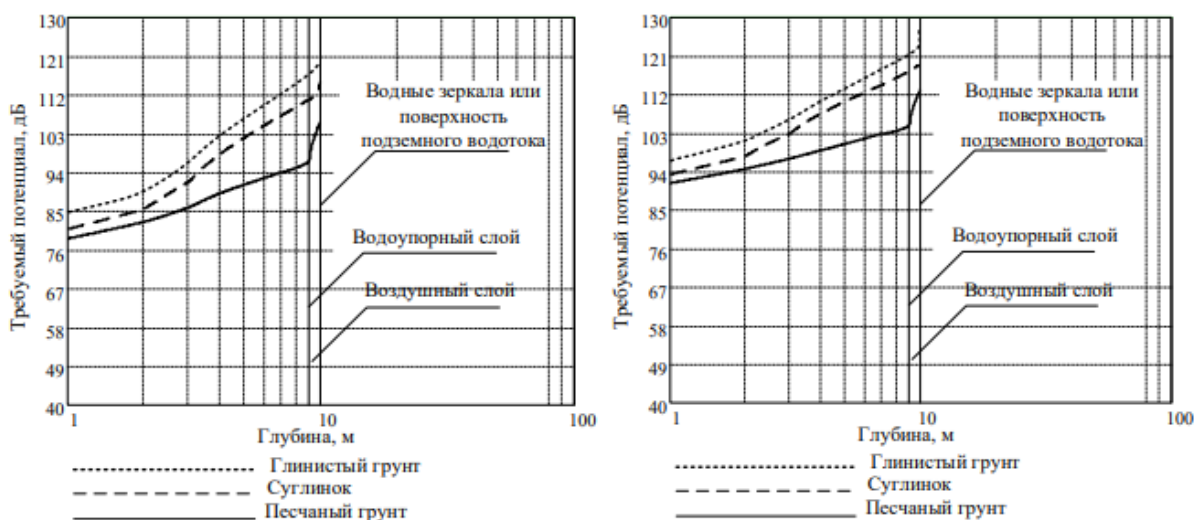 Требуемый потенциал, дБ
130
121
112
103
94
85
76
67
58
49
40
Водные зеркала или
поверхность
подземного водотока
Водоупорный слой
Воздушный слой
1
10
100
Глубина, м
Глинистый грунт
Суглинок
Песчаный грунт
Требуемый потенциал, дБ
130
121
112
103
94
85
76
67
58
49
40
Водные зеркала или
поверхность
подземного водотока
Водоупорный слой
Воздушный слой
1
10
100
Глубина, м
Глинистый грунт
Суглинок
Песчаный грунт